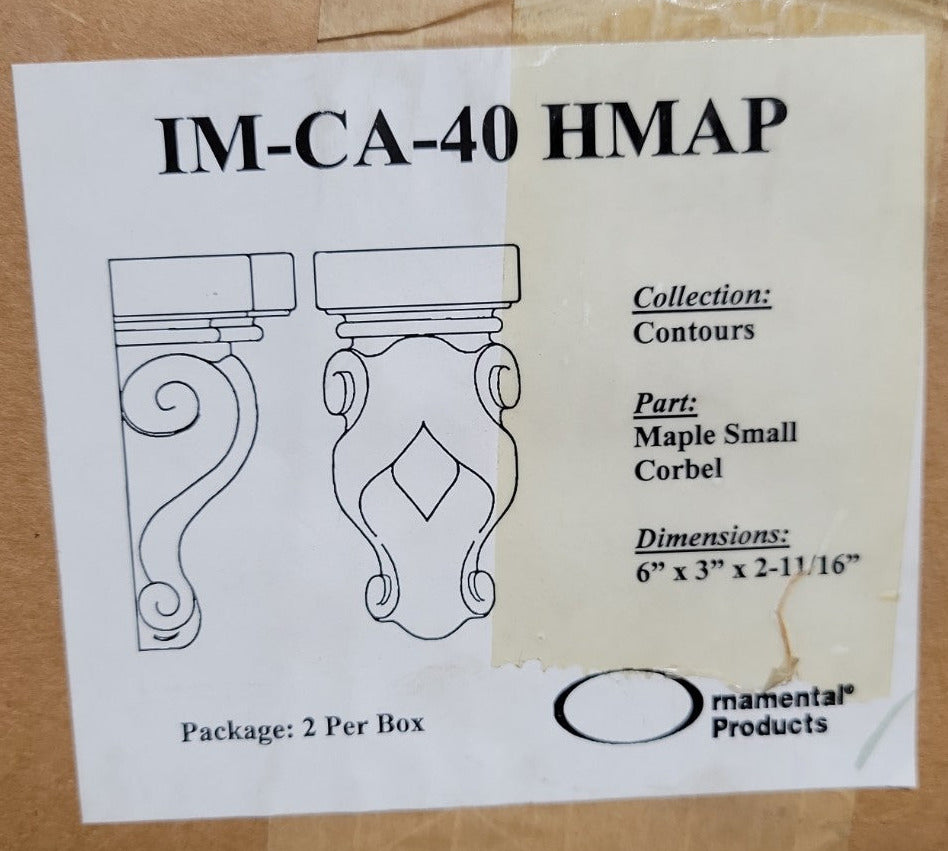 IM-CA-40 HMAP
Collection:
Contours
Part:
Maple Small
Corbel
Dimensions:
6” x 3” x 2-11/16”
Package: 2 Per Box
Ornamental®
Products